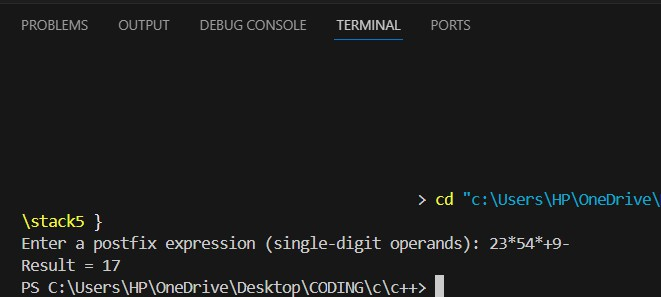 PROBLEMS OUTPUT DEBUG CONSOLE TERMINAL PORTS
> cd "c:\Users\HP\OneDrive\
\stack5 }
Enter a postfix expression (single-digit operands): 23*54*+9-
Result = 17
PS C:\Users\HP\OneDrive\Desktop\CODING\c\c++>